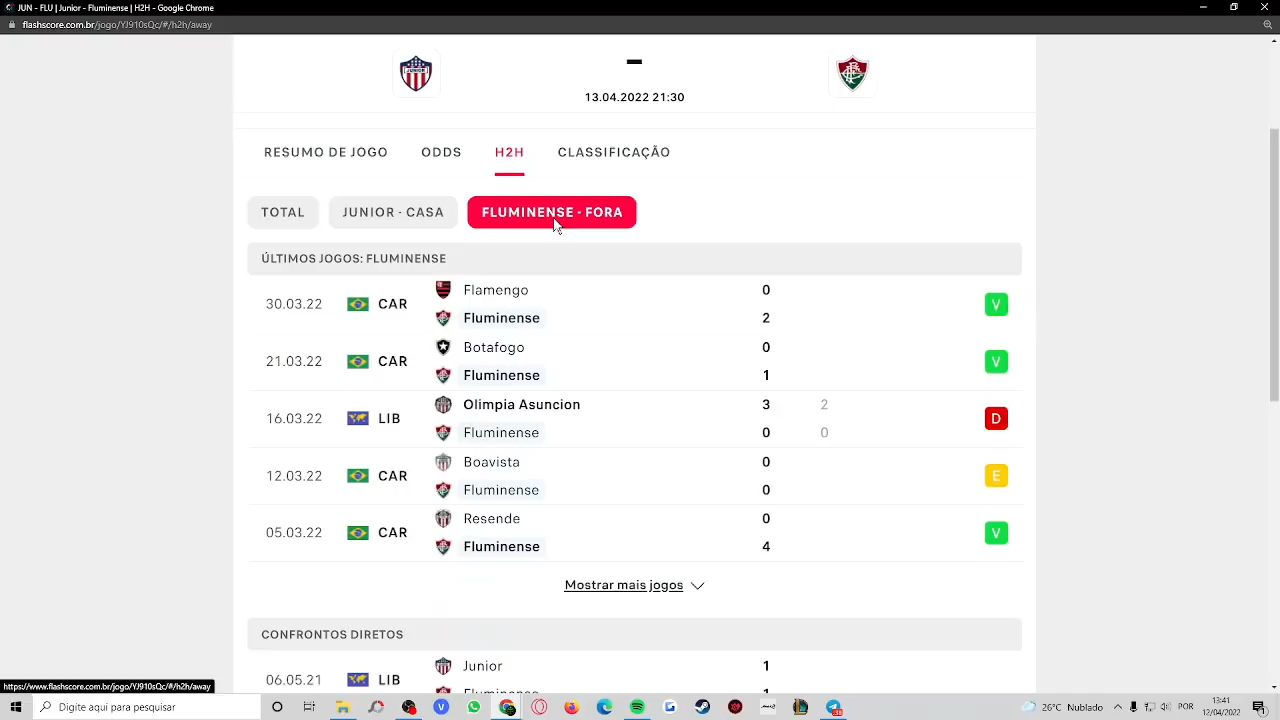 JUN - FLU | Junior - Fluminense | H2H - Google Chrome
flashscore.com.br/jogo/YJ910sQc/#/h2h/away
13.04.2022 21:30
RESUMO DE JOGO ODDS H2H CLASSIFICAÇÃO
TOTAL JUNIOR - CASA FLUMINENSE - FORA
ÚLTIMOS JOGOS: FLUMINENSE
30.03.22 CAR Flamengo 0 V
Fluminense 2
21.03.22 CAR Botafogo 0 V
Fluminense 1
16.03.22 LIB Olimpia Asuncion 3 2 D
Fluminense 0 0
12.03.22 CAR Boavista 0 E
Fluminense 0
05.03.22 CAR Resende 0 V
Fluminense 4
Mostrar mais jogos
CONFRONTOS DIRETOS
06.05.21 LIB Junior 1
Fluminense 1
https://www.flashscore.com.br/jogo/YJ910sQc/#/h2h/away
Digite aqui para pesquisar
26°C Nublado
POR
13:41
12/04/2022